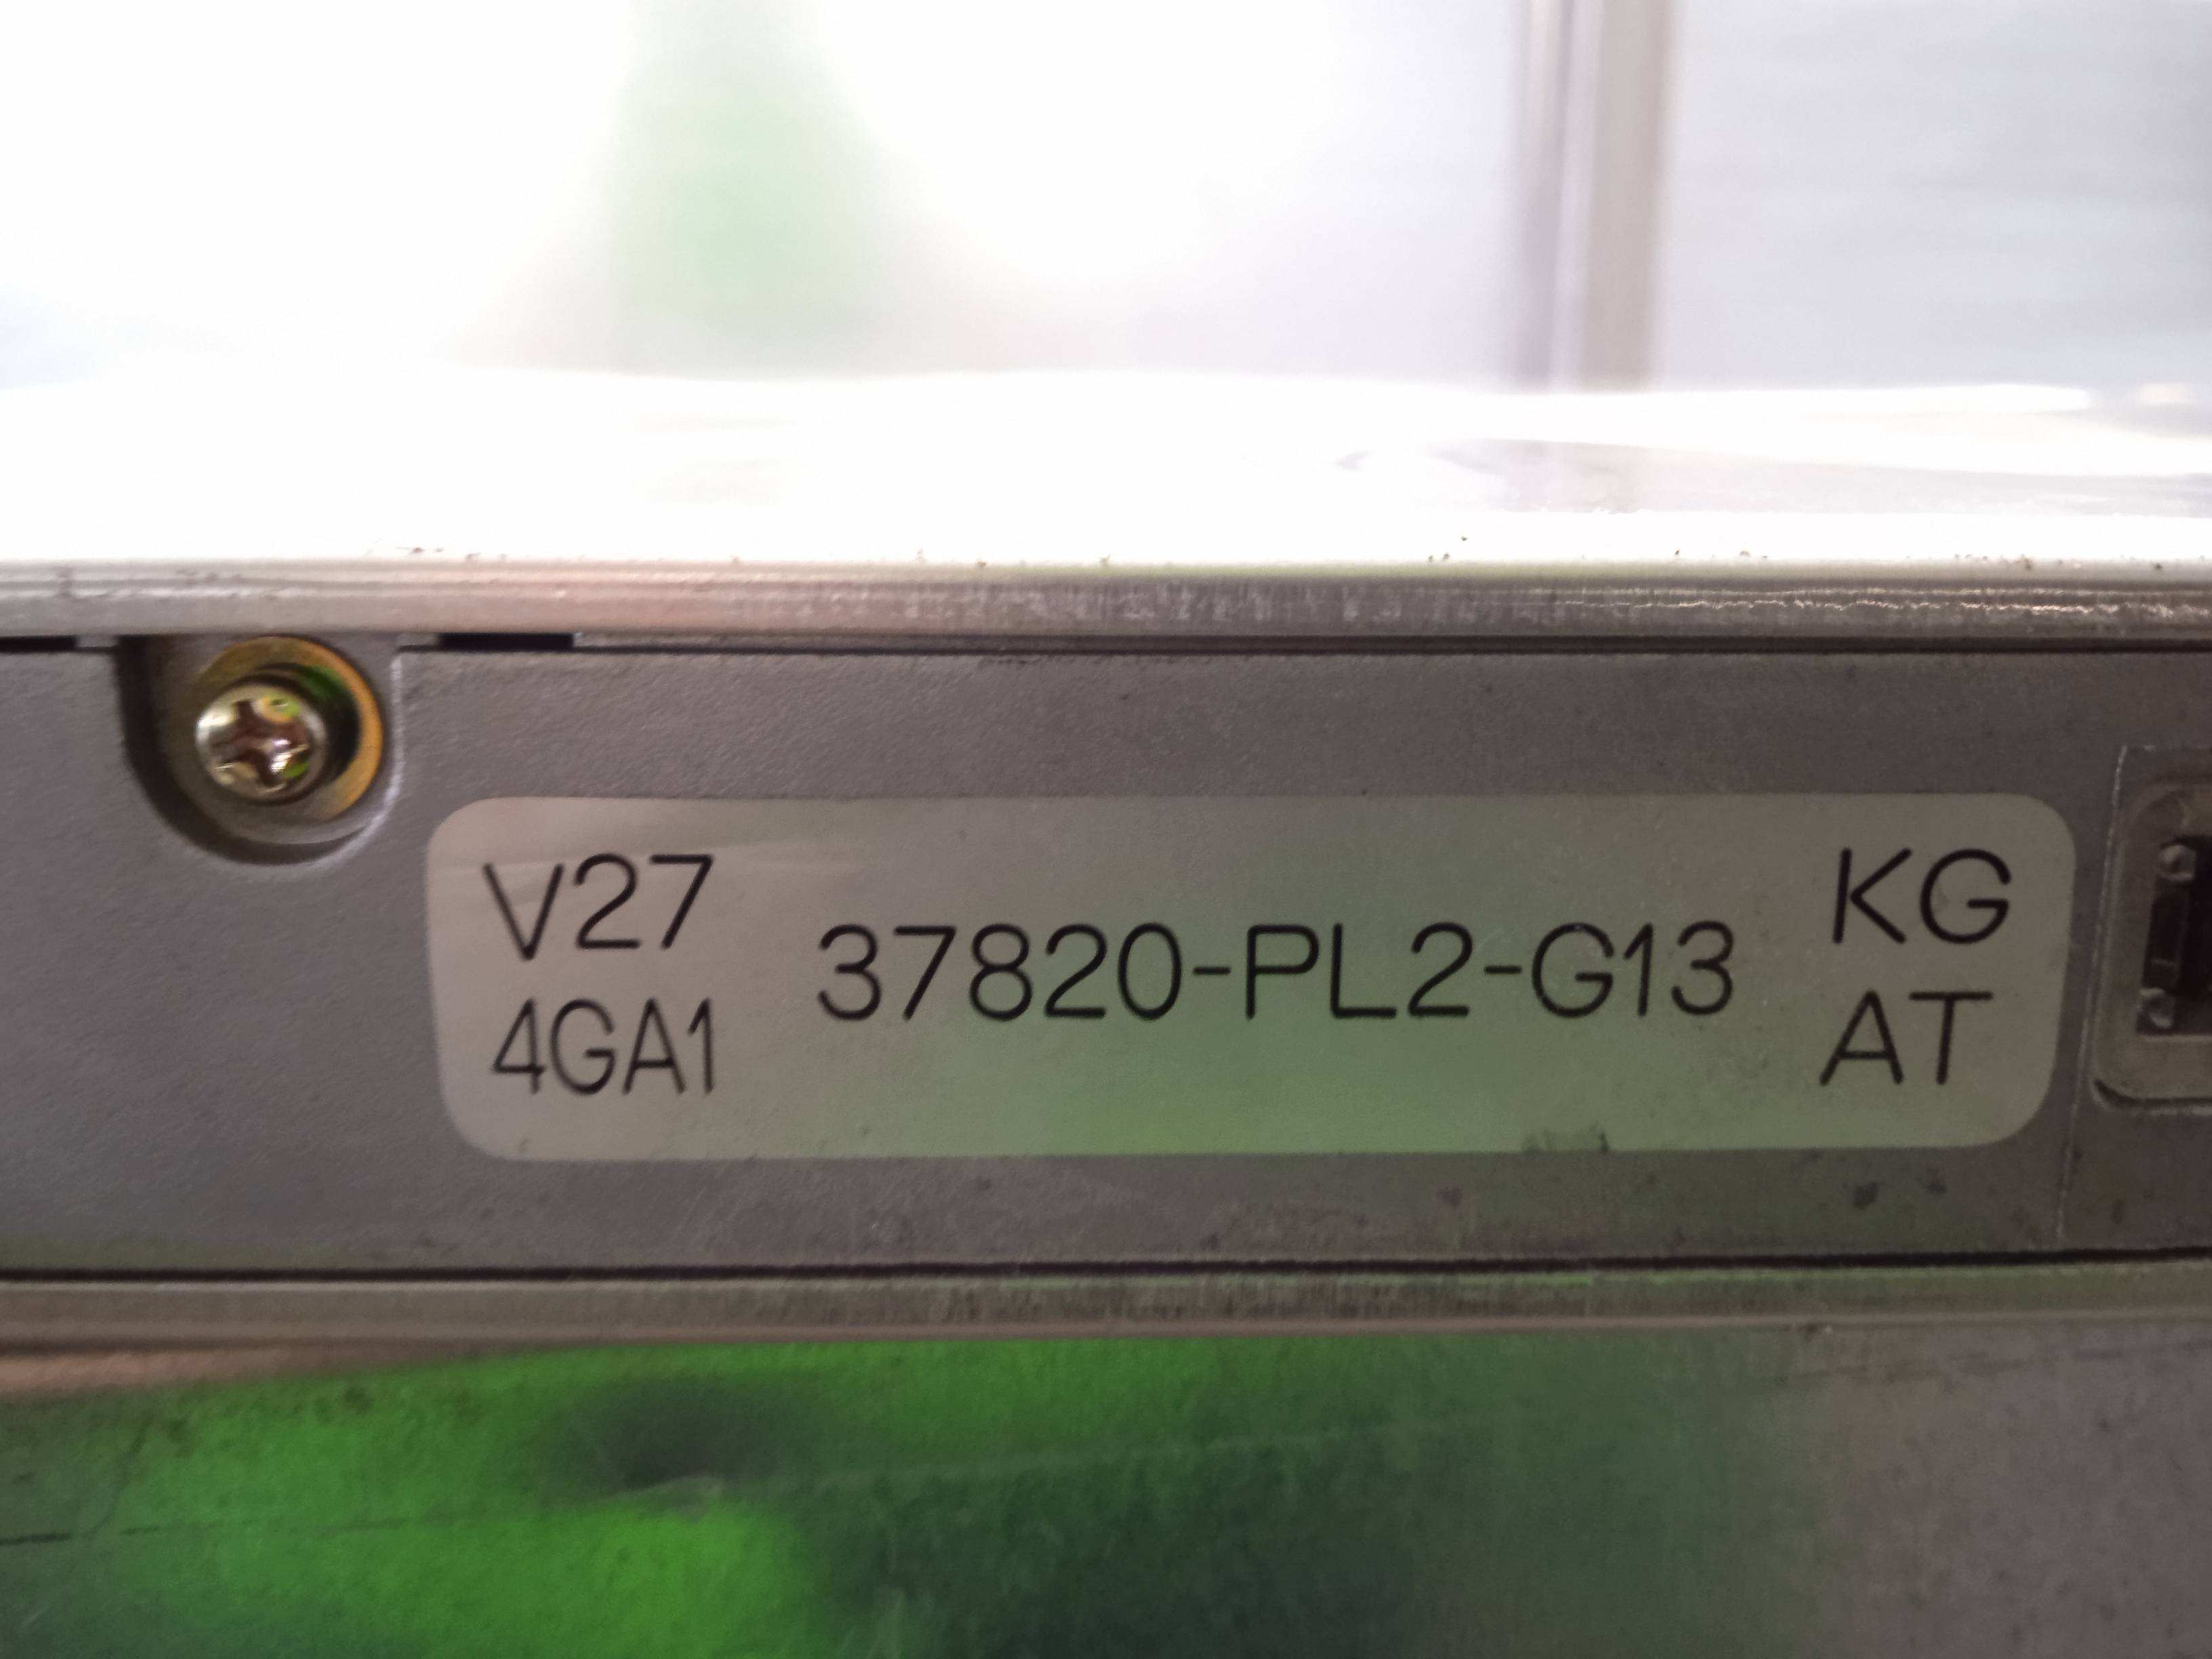 V27
4GA1
37820-PL2-G13
KG
AT